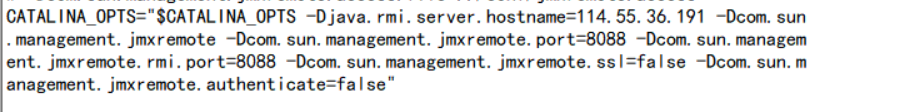 CATALINA_OPTS="$CATALINA_OPTS -Djava.rmi.server.hostname=114.55.36.191 -Dcom.sun
.management.jmxremote -Dcom.sun.management.jmxremote.port=8088 -Dcom.sun.managem
ent.jmxremote.rmi.port=8088 -Dcom.sun.management.jmxremote.ssl=false -Dcom.sun.m
anagement.jmxremote.authenticate=false"